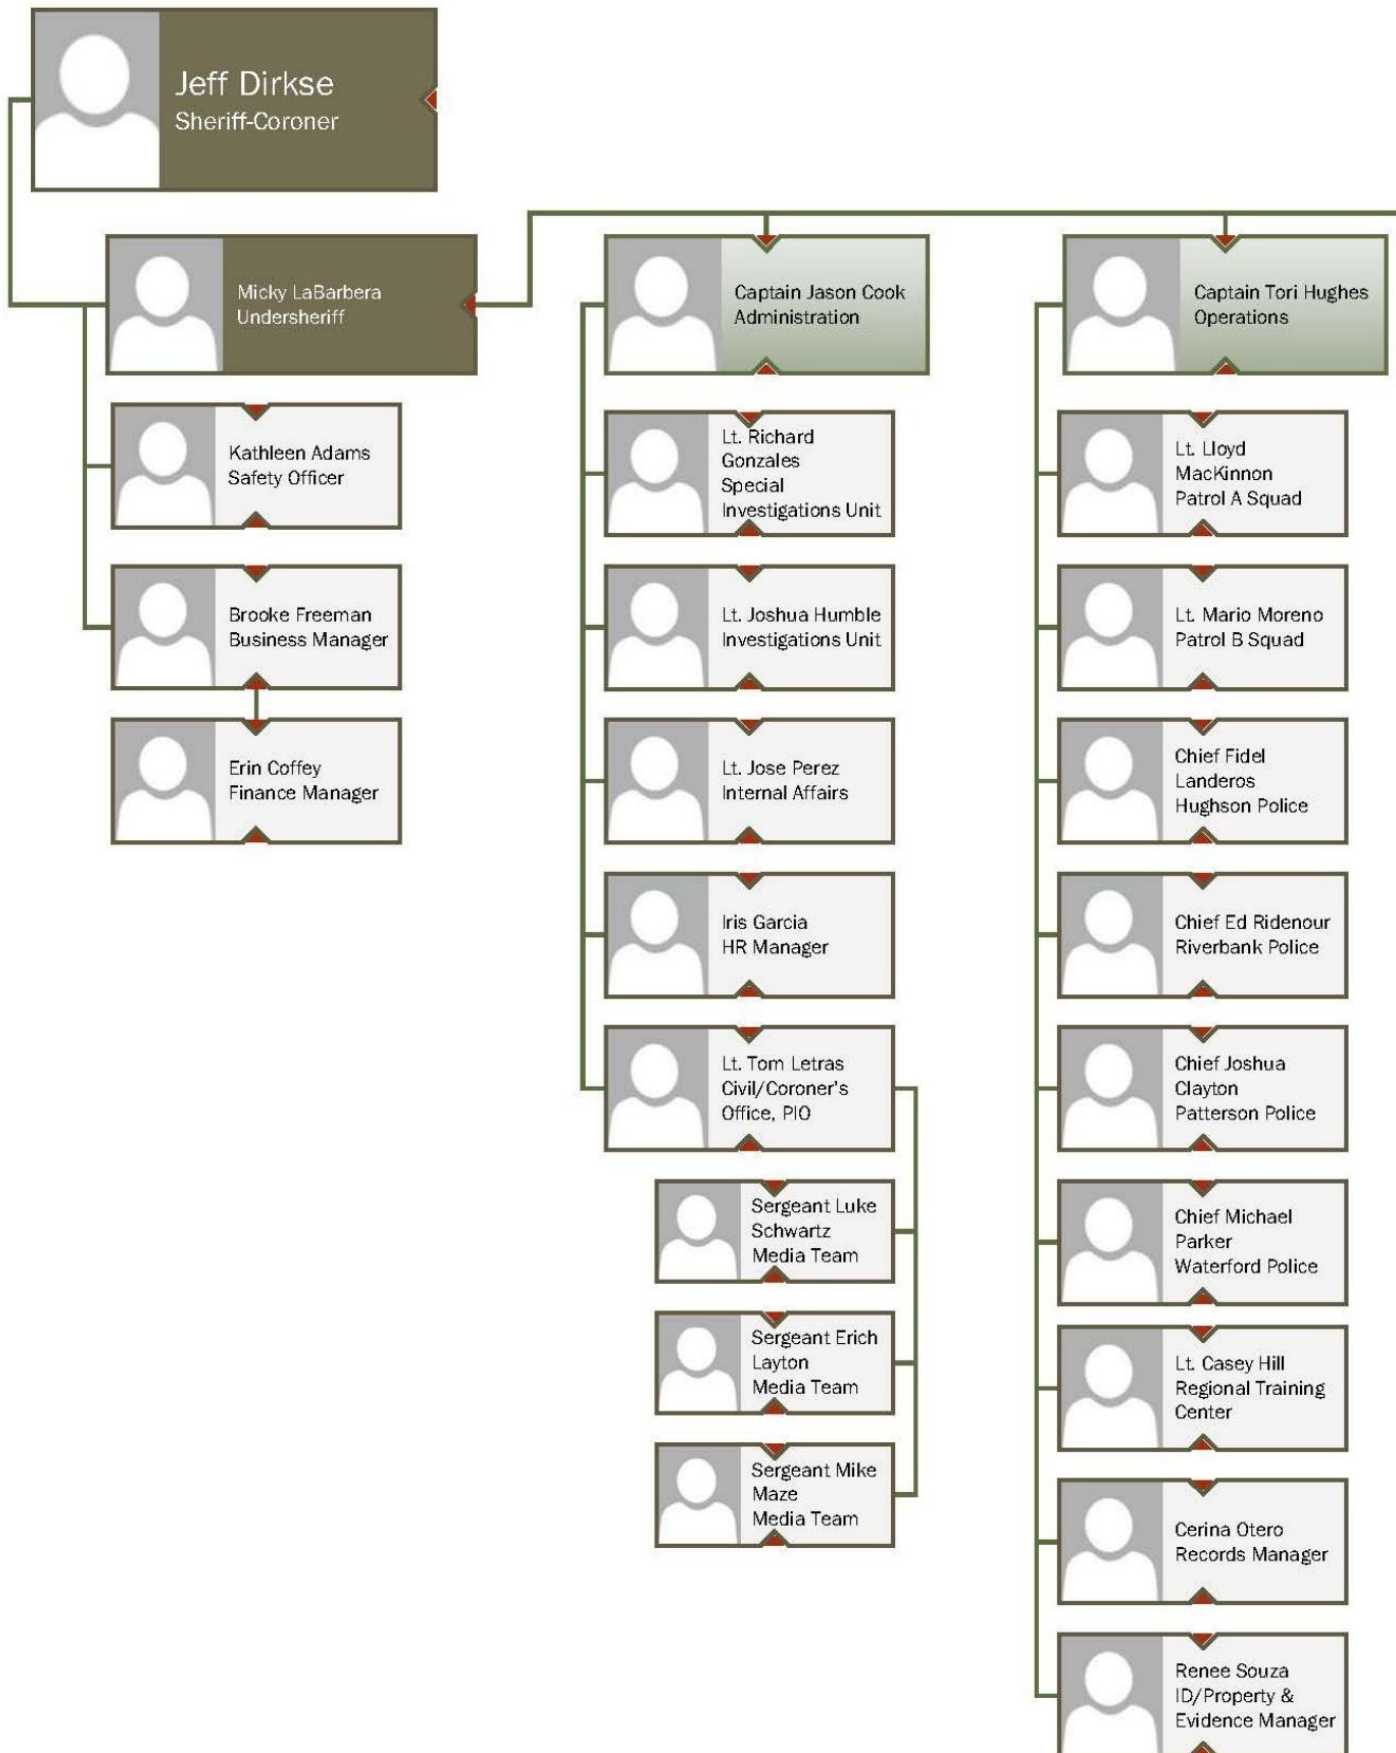 Jeff Dirkse
Sheriff-Coroner
Micky LaBarbera
Undersheriff
Kathleen Adams
Safety Officer
Brooke Freeman
Business Manager
Erin Coffey
Finance Manager
Captain Jason Cook
Administration
Lt. Richard
Gonzales
Special
Investigations Unit
Lt. Joshua Humble
Investigations Unit
Lt. Jose Perez
Internal Affairs
Iris Garcia
HR Manager
Lt. Tom Letras
Civil/Coroner's
Office, PIO
Sergeant Luke
Schwartz
Media Team
Sergeant Erich
Layton
Media Team
Sergeant Mike
Maze
Media Team
Captain Tori Hughes
Operations
Lt. Lloyd
MacKinnon
Patrol A Squad
Lt. Mario Moreno
Patrol B Squad
Chief Fidel
Landeros
Hughson Police
Chief Ed Ridenour
Riverbank Police
Chief Joshua
Clayton
Patterson Police
Chief Michael
Parker
Waterford Police
Lt. Casey Hill
Regional Training
Center
Cerina Otero
Records Manager
Renee Souza
ID/Property &
Evidence Manager